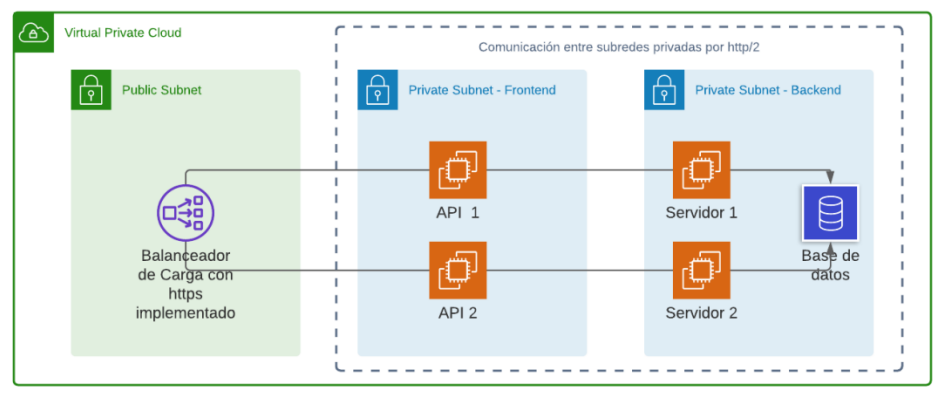 Virtual Private Cloud
Comunicación entre subredes privadas por http/2
Public Subnet
Private Subnet - Frontend
Private Subnet - Backend
API 1
Servidor 1
Balanceador
de Carga con
https
implementado
Base de
datos
API 2
Servidor 2